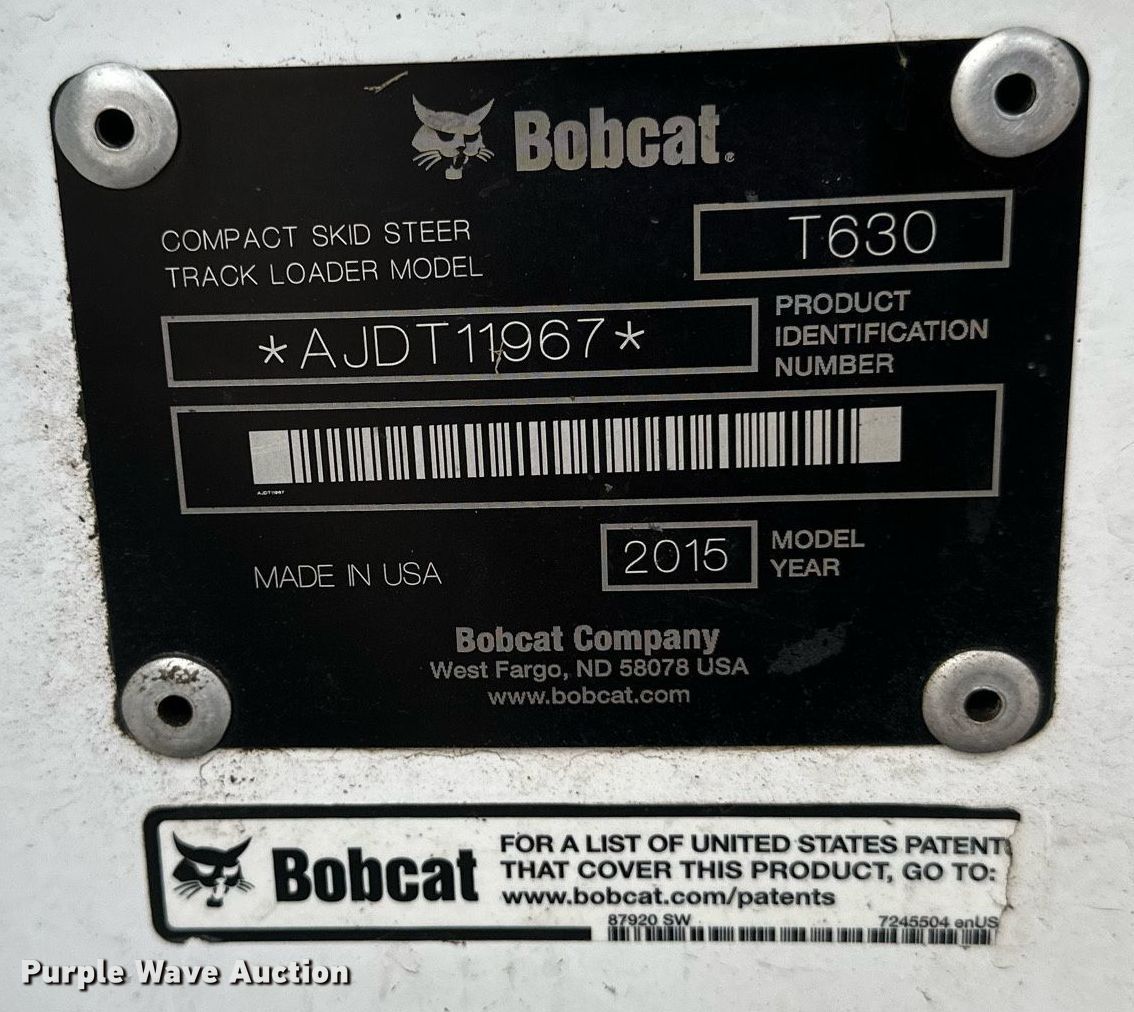 Bobcat®
COMPACT SKID STEER
TRACK LOADER MODEL
T630
*AJDT11967*
PRODUCT
IDENTIFICATION
NUMBER
AJDT11967
MADE IN USA
2015
MODEL
YEAR
Bobcat Company
West Fargo, ND 58078 USA
www.bobcat.com
Bobcat
FOR A LIST OF UNITED STATES PATENT
THAT COVER THIS PRODUCT, GO TO:
www.bobcat.com/patents
87920 SW
7245504 enUS
Purple Wave Auction